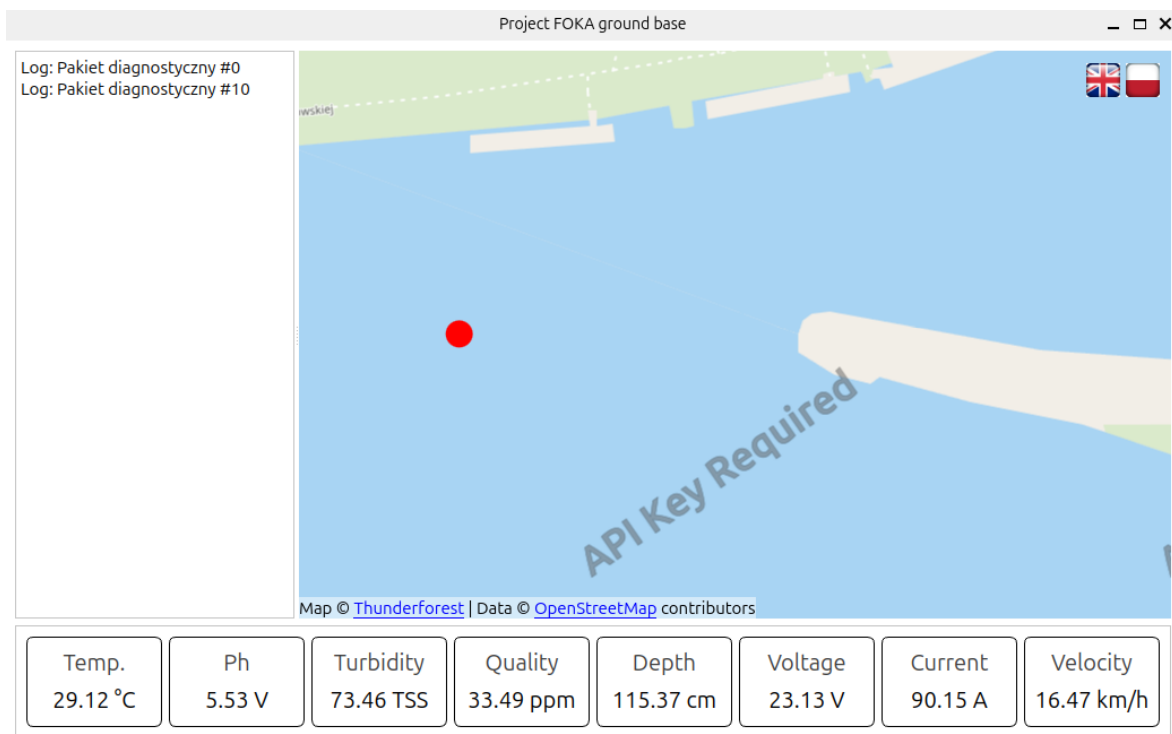 Project FOKA ground base
Log: Pakiet diagnostyczny #0
Log: Pakiet diagnostyczny #10
wskiej
API Key Required
Map © Thunderforest | Data © OpenStreetMap contributors
Temp.
29.12 °C
Ph
5.53 V
Turbidity
73.46 TSS
Quality
33.49 ppm
Depth
115.37 cm
Voltage
23.13 V
Current
90.15 A
Velocity
16.47 km/h